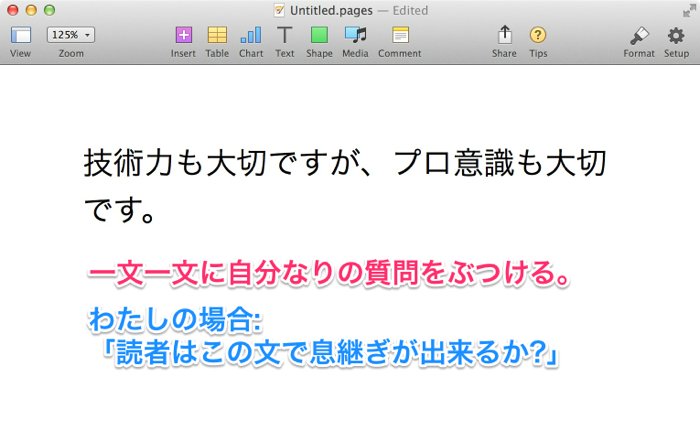 Untitled.pages — Edited
125%
View Zoom Insert Table Chart Text Shape Media Comment Share Tips Format Setup
技術力も大切ですが、プロ意識も大切
です。
一文一文に自分なりの質問をぶつける。
わたしの場合:
「読者はこの文で息継ぎが出来るか?」